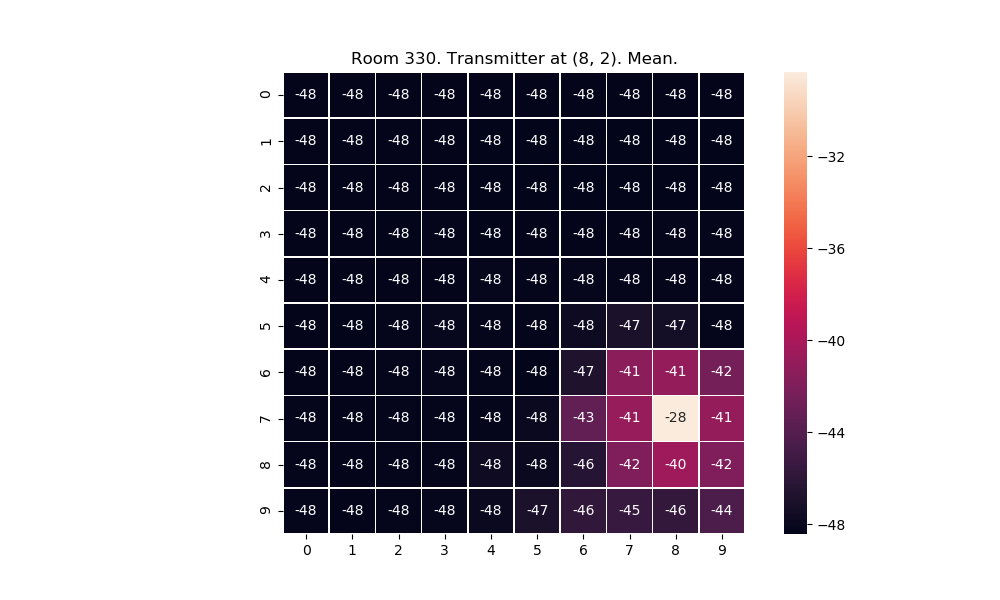 Room 330. Transmitter at (8, 2). Mean.
0 -48 -48 -48 -48 -48 -48 -48 -48 -48 -48
1 -48 -48 -48 -48 -48 -48 -48 -48 -48 -48 −32
2 -48 -48 -48 -48 -48 -48 -48 -48 -48 -48
3 -48 -48 -48 -48 -48 -48 -48 -48 -48 -48 −36
4 -48 -48 -48 -48 -48 -48 -48 -48 -48 -48
5 -48 -48 -48 -48 -48 -48 -48 -47 -47 -48 −40
6 -48 -48 -48 -48 -48 -48 -47 -41 -41 -42
7 -48 -48 -48 -48 -48 -48 -43 -41 -28 -41 −44
8 -48 -48 -48 -48 -48 -48 -46 -42 -40 -42
9 -48 -48 -48 -48 -48 -47 -46 -45 -46 -44 −48
0 1 2 3 4 5 6 7 8 9